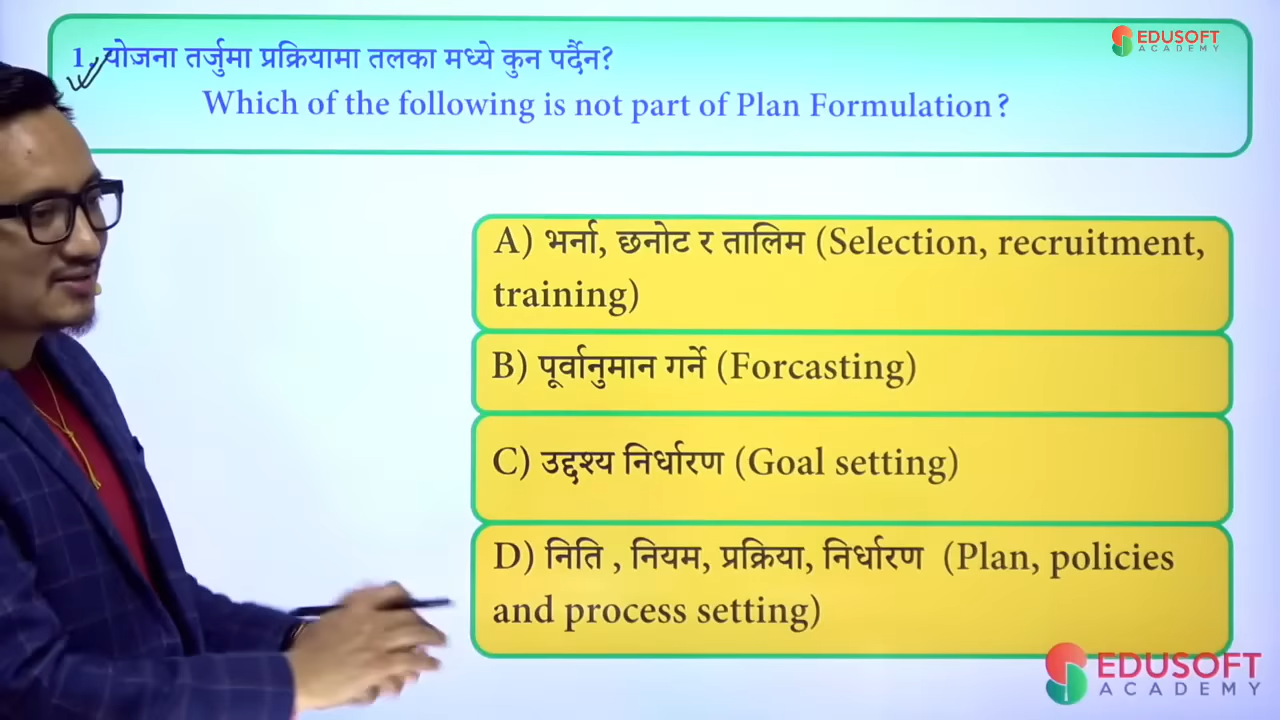 1. योजना तर्जुमा प्रक्रियामा तलका मध्ये कुन पर्दैन?
Which of the following is not part of Plan Formulation?
EDUSOFT
ACADEMY
A) भर्ना, छनोट र तालिम (Selection, recruitment,
training)
B) पूर्वानुमान गर्ने (Forcasting)
C) उद्दश्य निर्धारण (Goal setting)
D) निति , नियम, प्रक्रिया, निर्धारण (Plan, policies
and process setting)
EDUSOFT
ACADEMY